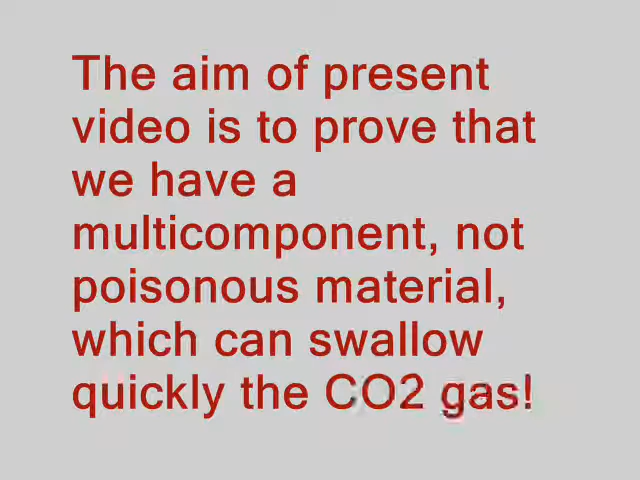 The aim of present
video is to prove that
we have a
multicomponent, not
poisonous material,
which can swallow
quickly the CO2 gas!